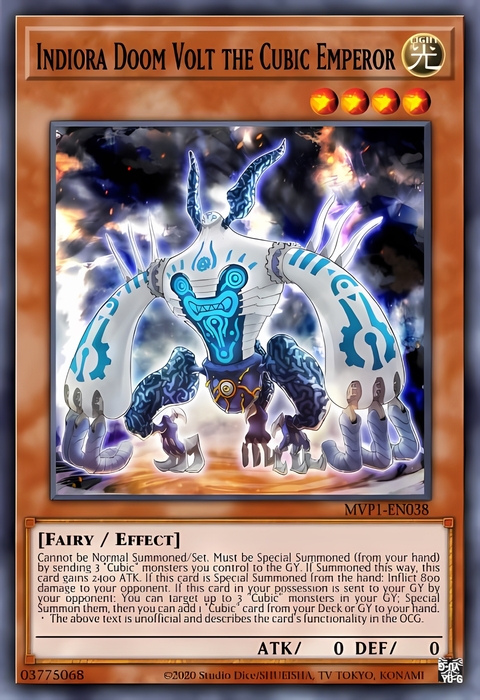 INDIORA DOOM VOLT THE CUBIC EMPEROR
LIGHT
光
MVP1-EN038
[FAIRY / EFFECT]
Cannot be Normal Summoned/Set. Must be Special Summoned (from your hand)
by sending 3 "Cubic" monsters you control to the GY. If Summoned this way, this
card gains 2400 ATK. If this card is Special Summoned from the hand: Inflict 800
damage to your opponent. If this card in your possession is sent to your GY by
your opponent: You can target up to 3 "Cubic" monsters in your GY; Special
Summon them, then you can add 1 "Cubic" card from your Deck or GY to your hand.
· The above text is unofficial and describes the card's functionality in the OCG.
ATK/ 0 DEF/ 0
03775068
©2020 Studio Dice/SHUEISHA, TV TOKYO, KONAMI